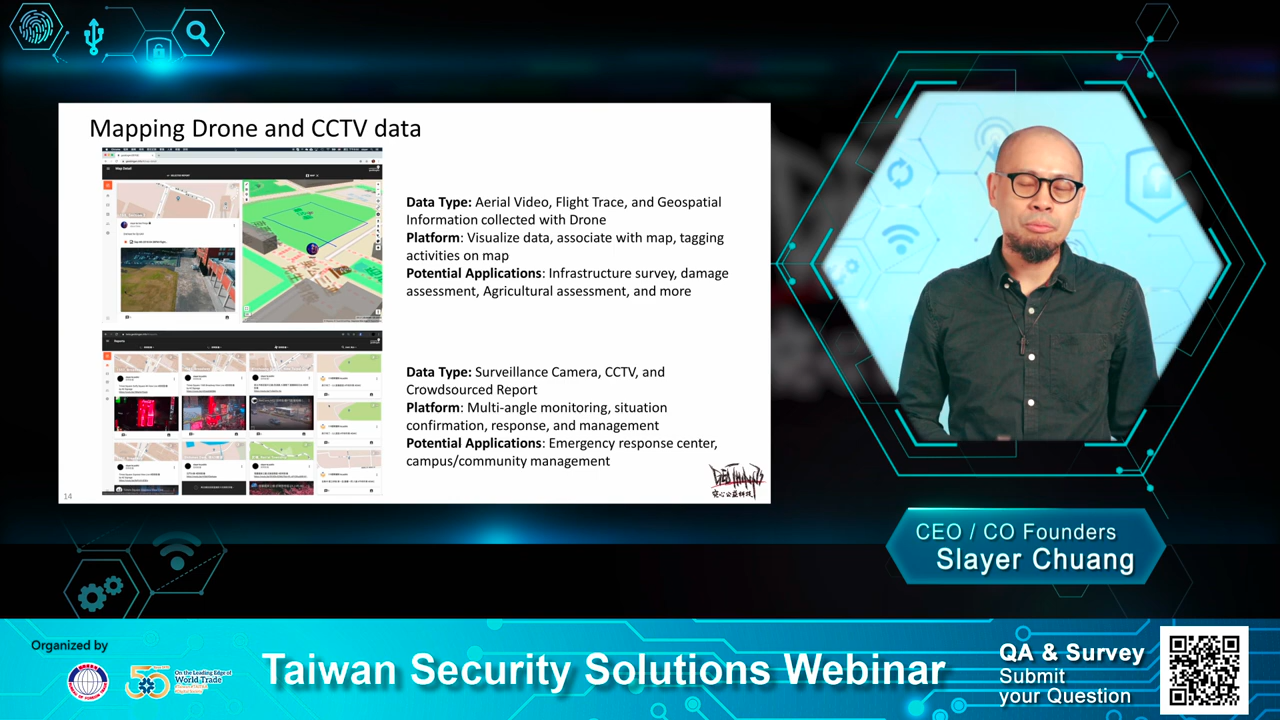 Mapping Drone and CCTV data
Map Detail
Data Type: Aerial Video, Flight Trace, and Geospatial
Information collected with Drone
Platform: Visualize data, associate with map, tagging
activities on map
Potential Applications: Infrastructure survey, damage
assessment, Agricultural assessment, and more
Reports
Data Type: Surveillance Camera, CCTV, and
Crowdsourced Report
Platform: Multi-angle monitoring, situation
confirmation, response and management
Potential Applications: Emergency response center,
campus/community management
14
CEO / CO Founders
Slayer Chuang
Organized by
50
On the Leading Edge of
World Trade
Taiwan Security Solutions Webinar
QA & Survey
Submit
your Question